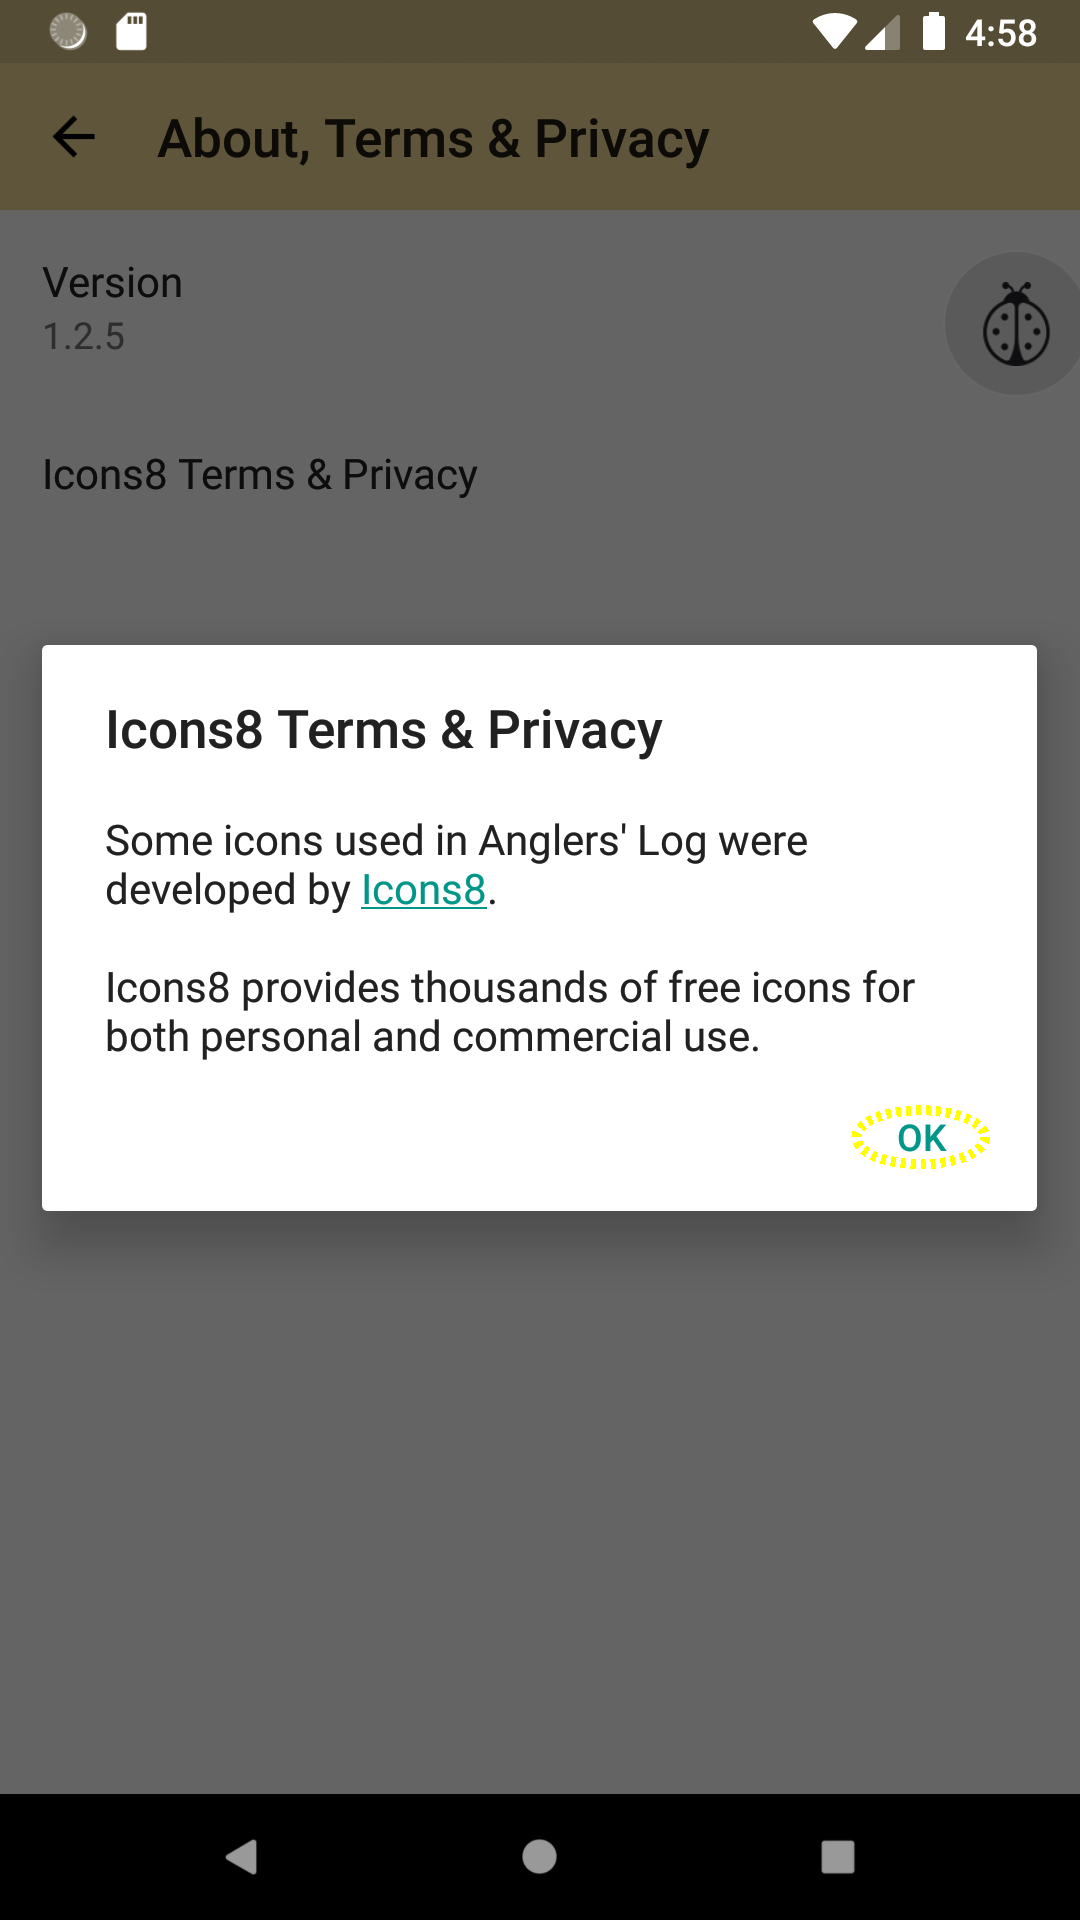 4:58
About, Terms & Privacy
Version
1.2.5
Icons8 Terms & Privacy
Icons8 Terms & Privacy
Some icons used in Anglers' Log were
developed by Icons8.
Icons8 provides thousands of free icons for
both personal and commercial use.
OK